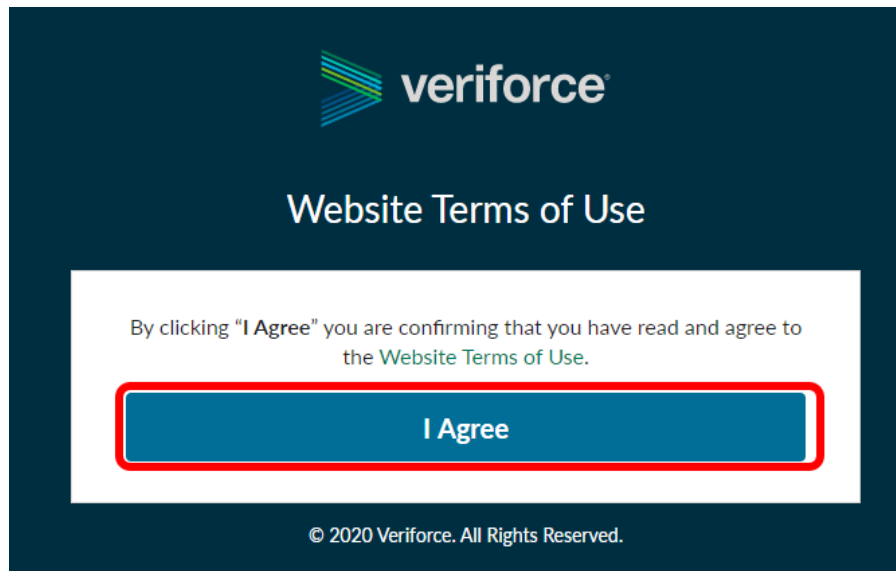 veriforce®
Website Terms of Use
By clicking “I Agree” you are confirming that you have read and agree to
the Website Terms of Use.
I Agree
© 2020 Veriforce. All Rights Reserved.